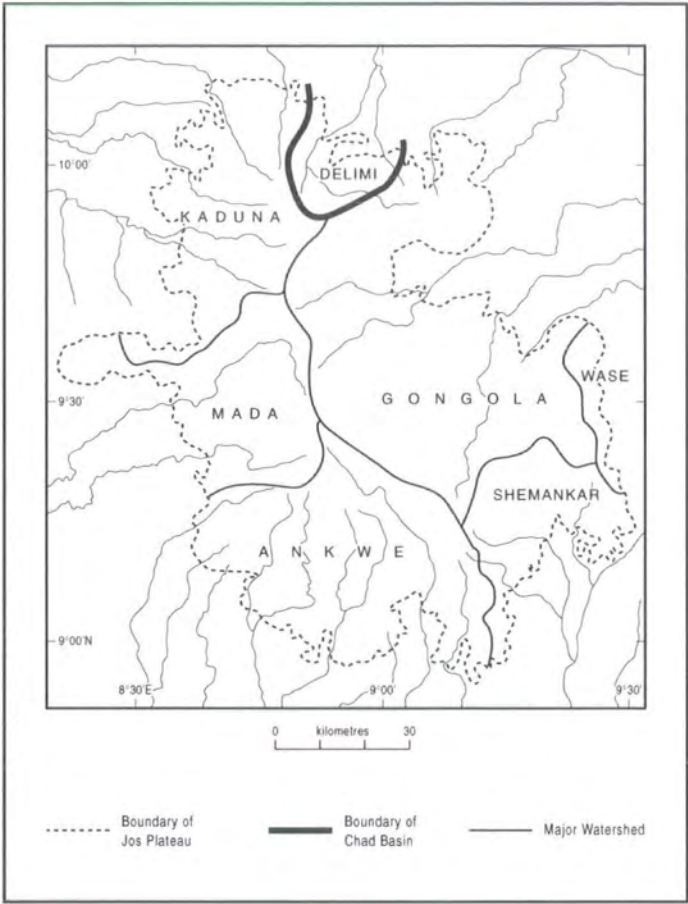 10°00'
DELIMI
KADUNA
WASE
9°30'
GONGOLA
MADA
SHEMANKAR
ANKWE
9°00'N
8°30'E
9°00'
9°30'
0 kilometres 30
Boundary of
Jos Plateau
Boundary of
Chad Basin
Major Watershed